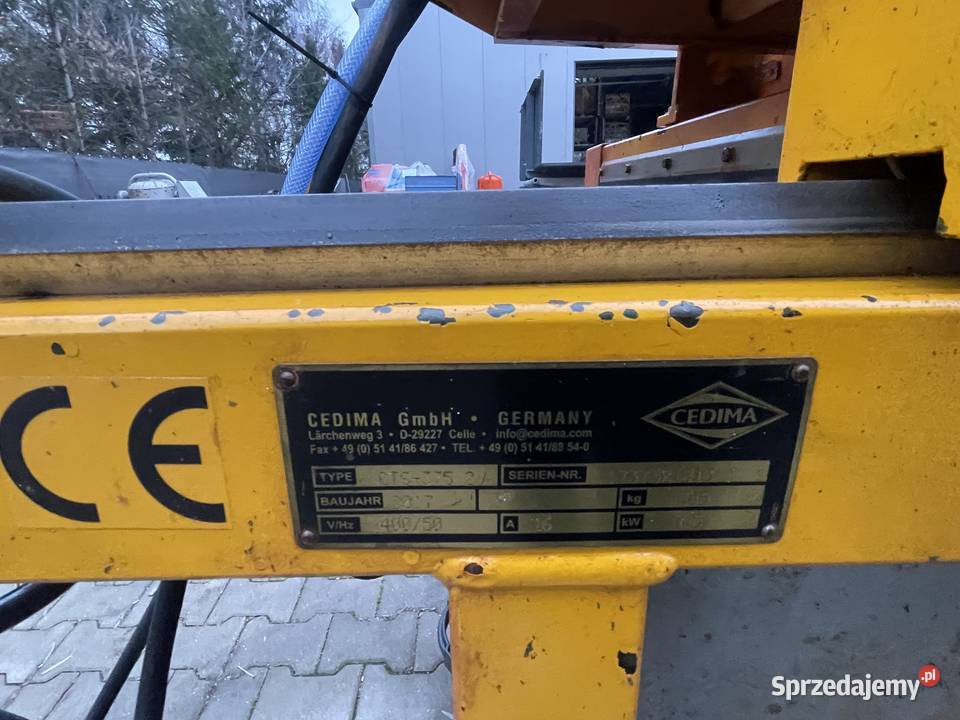 CE
CEDIMA GmbH • GERMANY
Lärchenweg 3 • D-29227 Celle • info@cedima.com
Fax + 49 (0) 51 41/86 427 • TEL. + 49 (0) 51 41/88 54-0
CEDIMA
TYPE SERIEN-NR.
BAUJAHR 2017 kg
V/Hz 400/50 A 16 kW
Sprzedajemy.pl